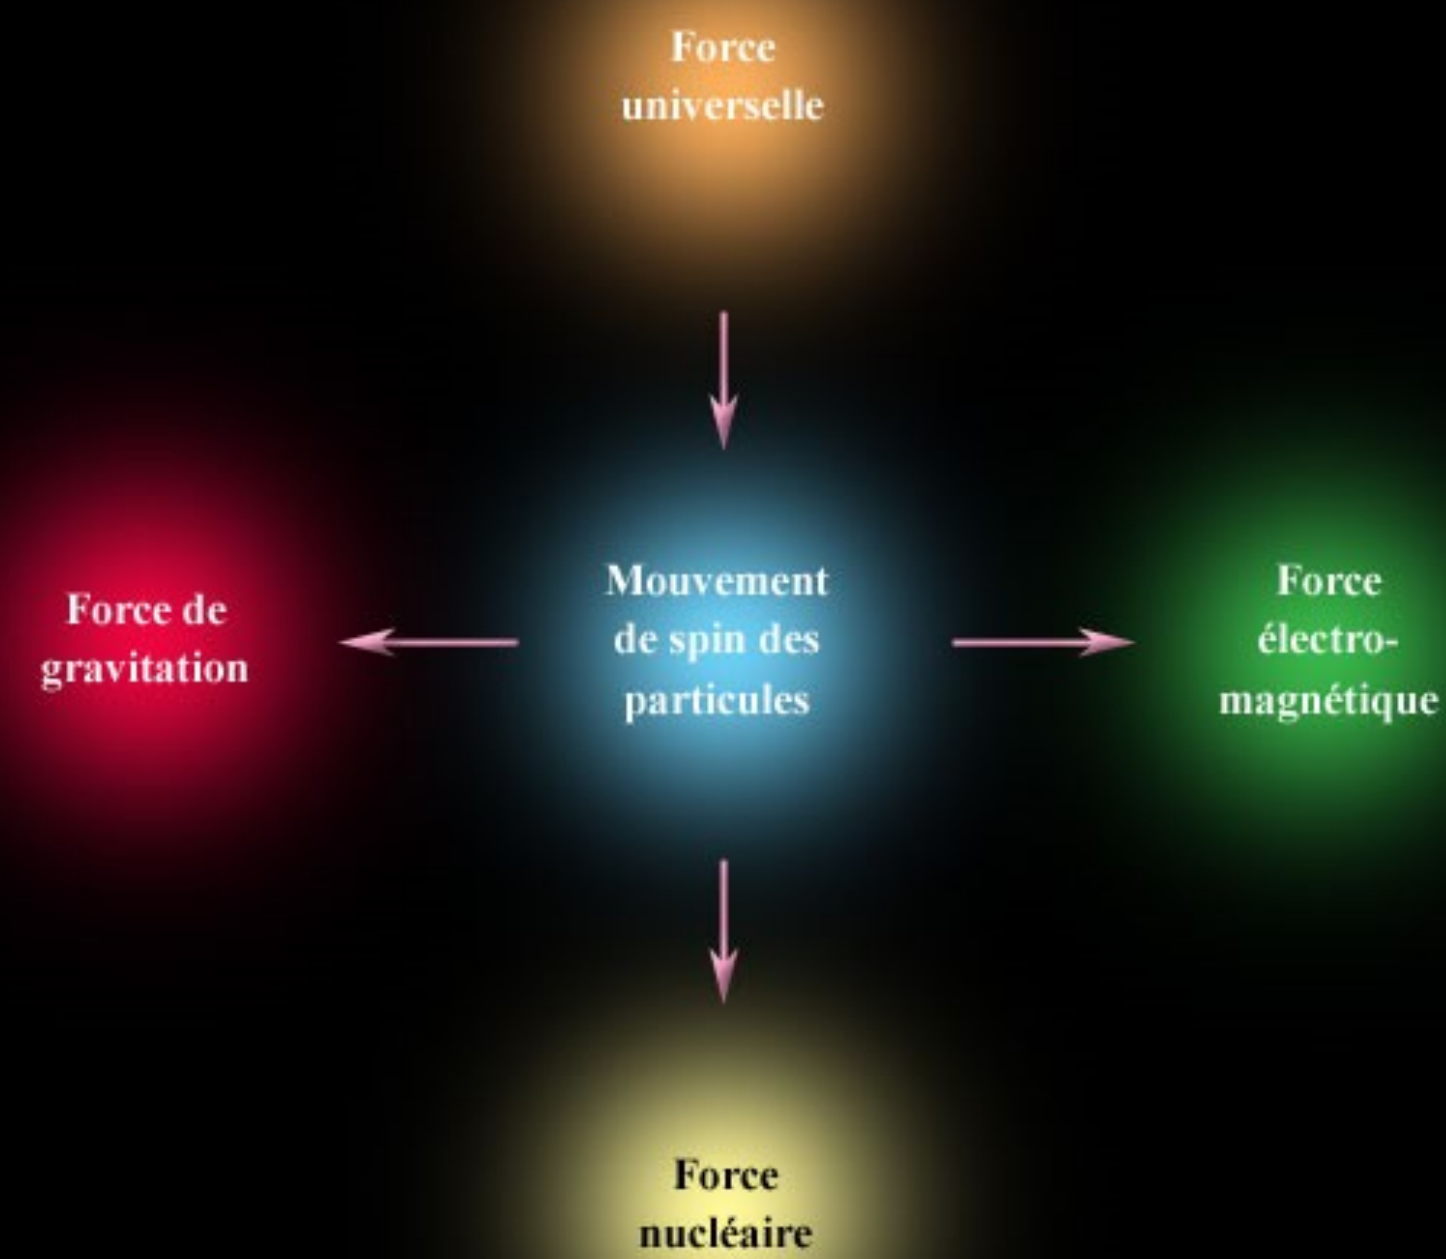 Force
universelle
Force de
gravitation
Mouvement
de spin des
particules
Force
électro-
magnétique
Force
nucléaire